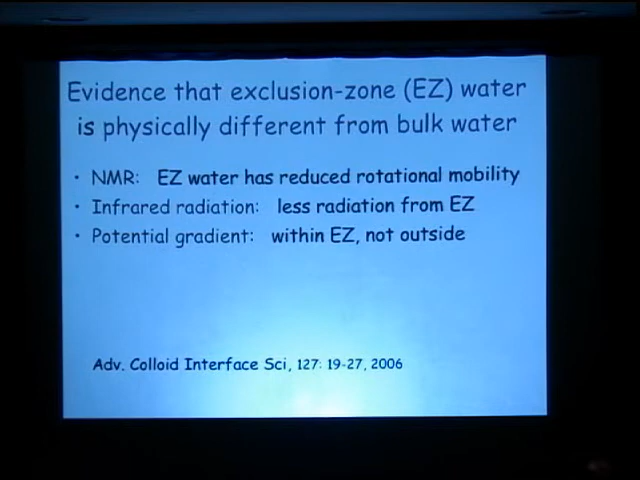 Evidence that exclusion-zone (EZ) water
is physically different from bulk water
• NMR: EZ water has reduced rotational mobility
• Infrared radiation: less radiation from EZ
• Potential gradient: within EZ, not outside
Adv. Colloid Interface Sci, 127: 19-27, 2006